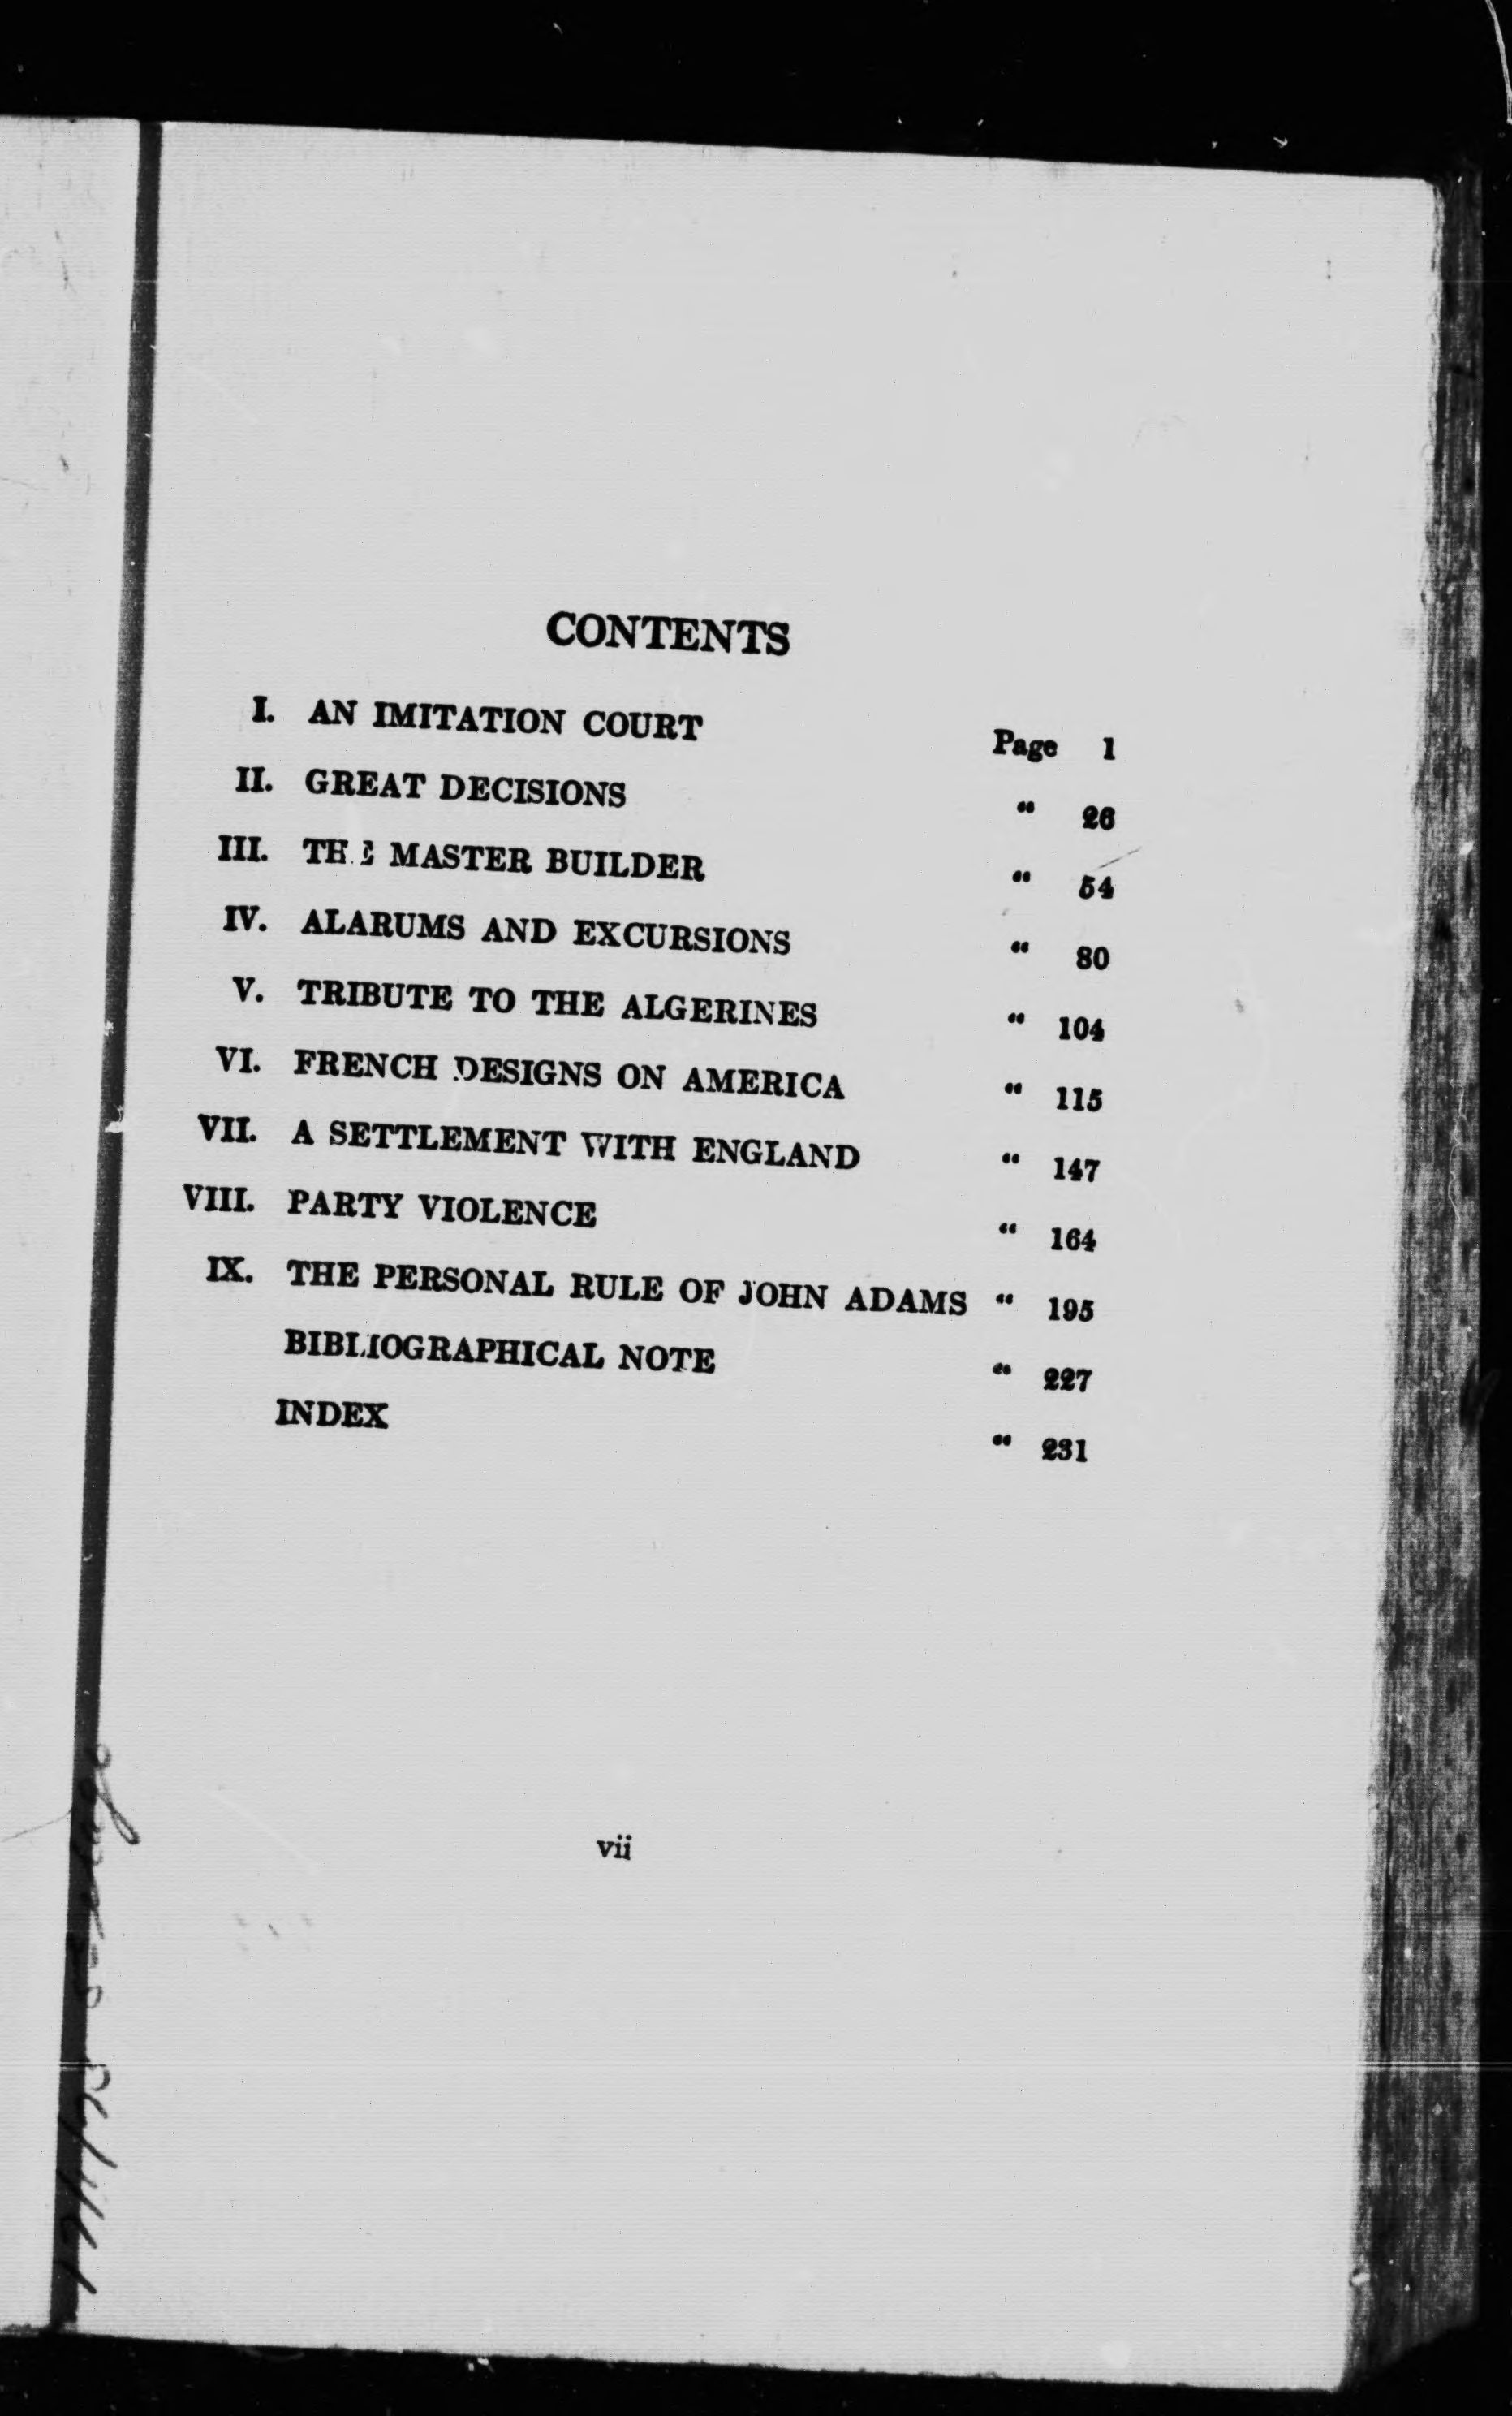 CONTENTS
I. AN IMITATION COURT Page 1
II. GREAT DECISIONS “ 26
III. THE MASTER BUILDER “ 54
IV. ALARUMS AND EXCURSIONS “ 80
V. TRIBUTE TO THE ALGERINES “ 104
VI. FRENCH DESIGNS ON AMERICA “ 115
VII. A SETTLEMENT WITH ENGLAND “ 147
VIII. PARTY VIOLENCE “ 164
IX. THE PERSONAL RULE OF JOHN ADAMS “ 195
BIBLIOGRAPHICAL NOTE “ 227
INDEX “ 231
vii